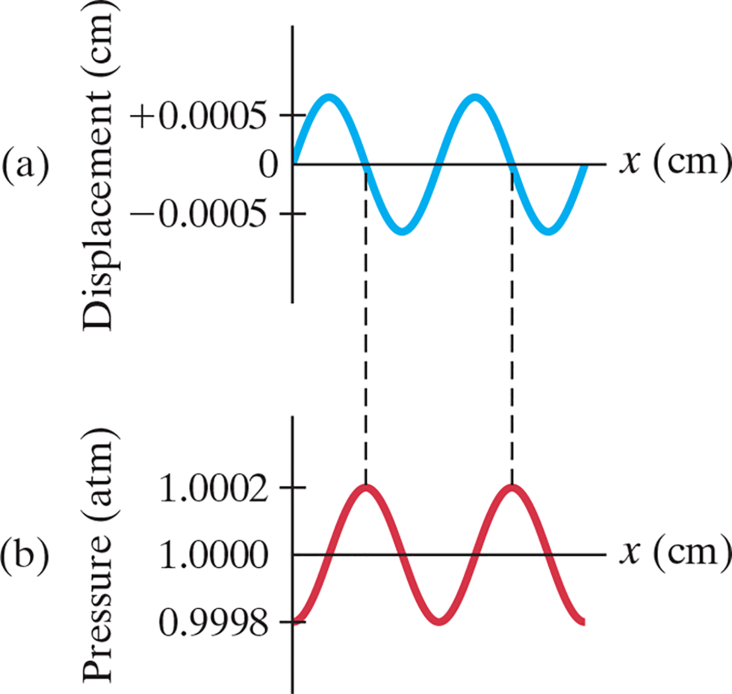 (a)
Displacement (cm)
+0.0005
0
−0.0005
x (cm)
(b)
Pressure (atm)
1.0002
1.0000
0.9998
x (cm)